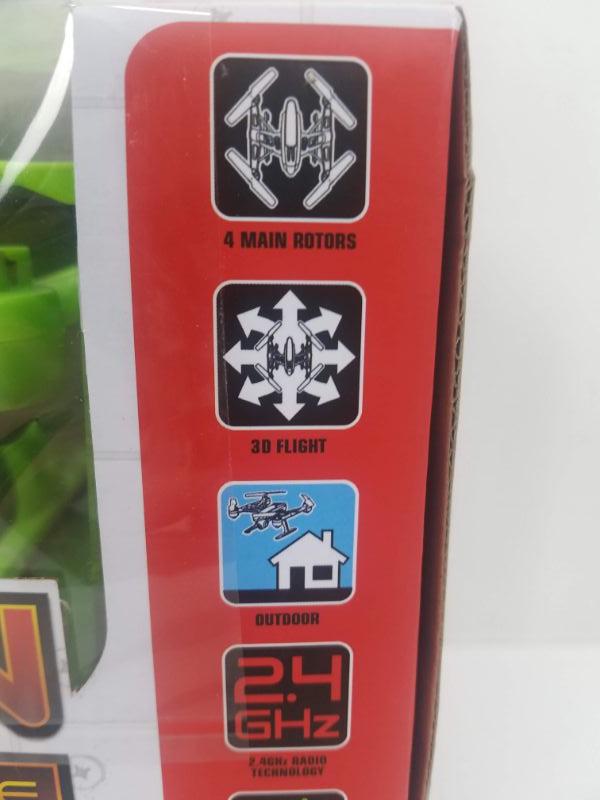 4 MAIN ROTORS
3D FLIGHT
OUTDOOR
2.4
GHz
2.4GHz RADIO
TECHNOLOGY
N